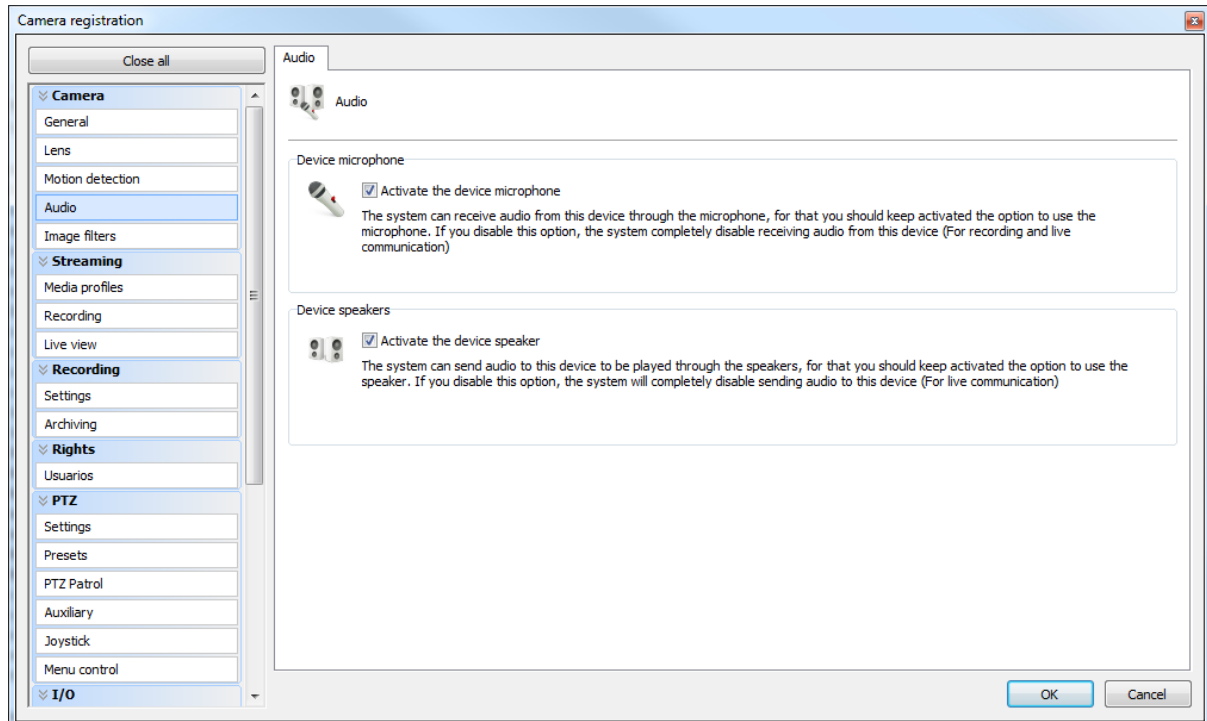 Camera registration
Close all
Camera
General
Lens
Motion detection
Audio
Image filters
Streaming
Media profiles
Recording
Live view
Recording
Settings
Archiving
Rights
Usuarios
PTZ
Settings
Presets
PTZ Patrol
Auxiliary
Joystick
Menu control
I/O
Audio
Audio
Device microphone
Activate the device microphone
The system can receive audio from this device through the microphone, for that you should keep activated the option to use the
microphone. If you disable this option, the system completely disable receiving audio from this device (For recording and live
communication)
Device speakers
Activate the device speaker
The system can send audio to this device to be played through the speakers, for that you should keep activated the option to use the
speaker. If you disable this option, the system will completely disable sending audio to this device (For live communication)
OK
Cancel